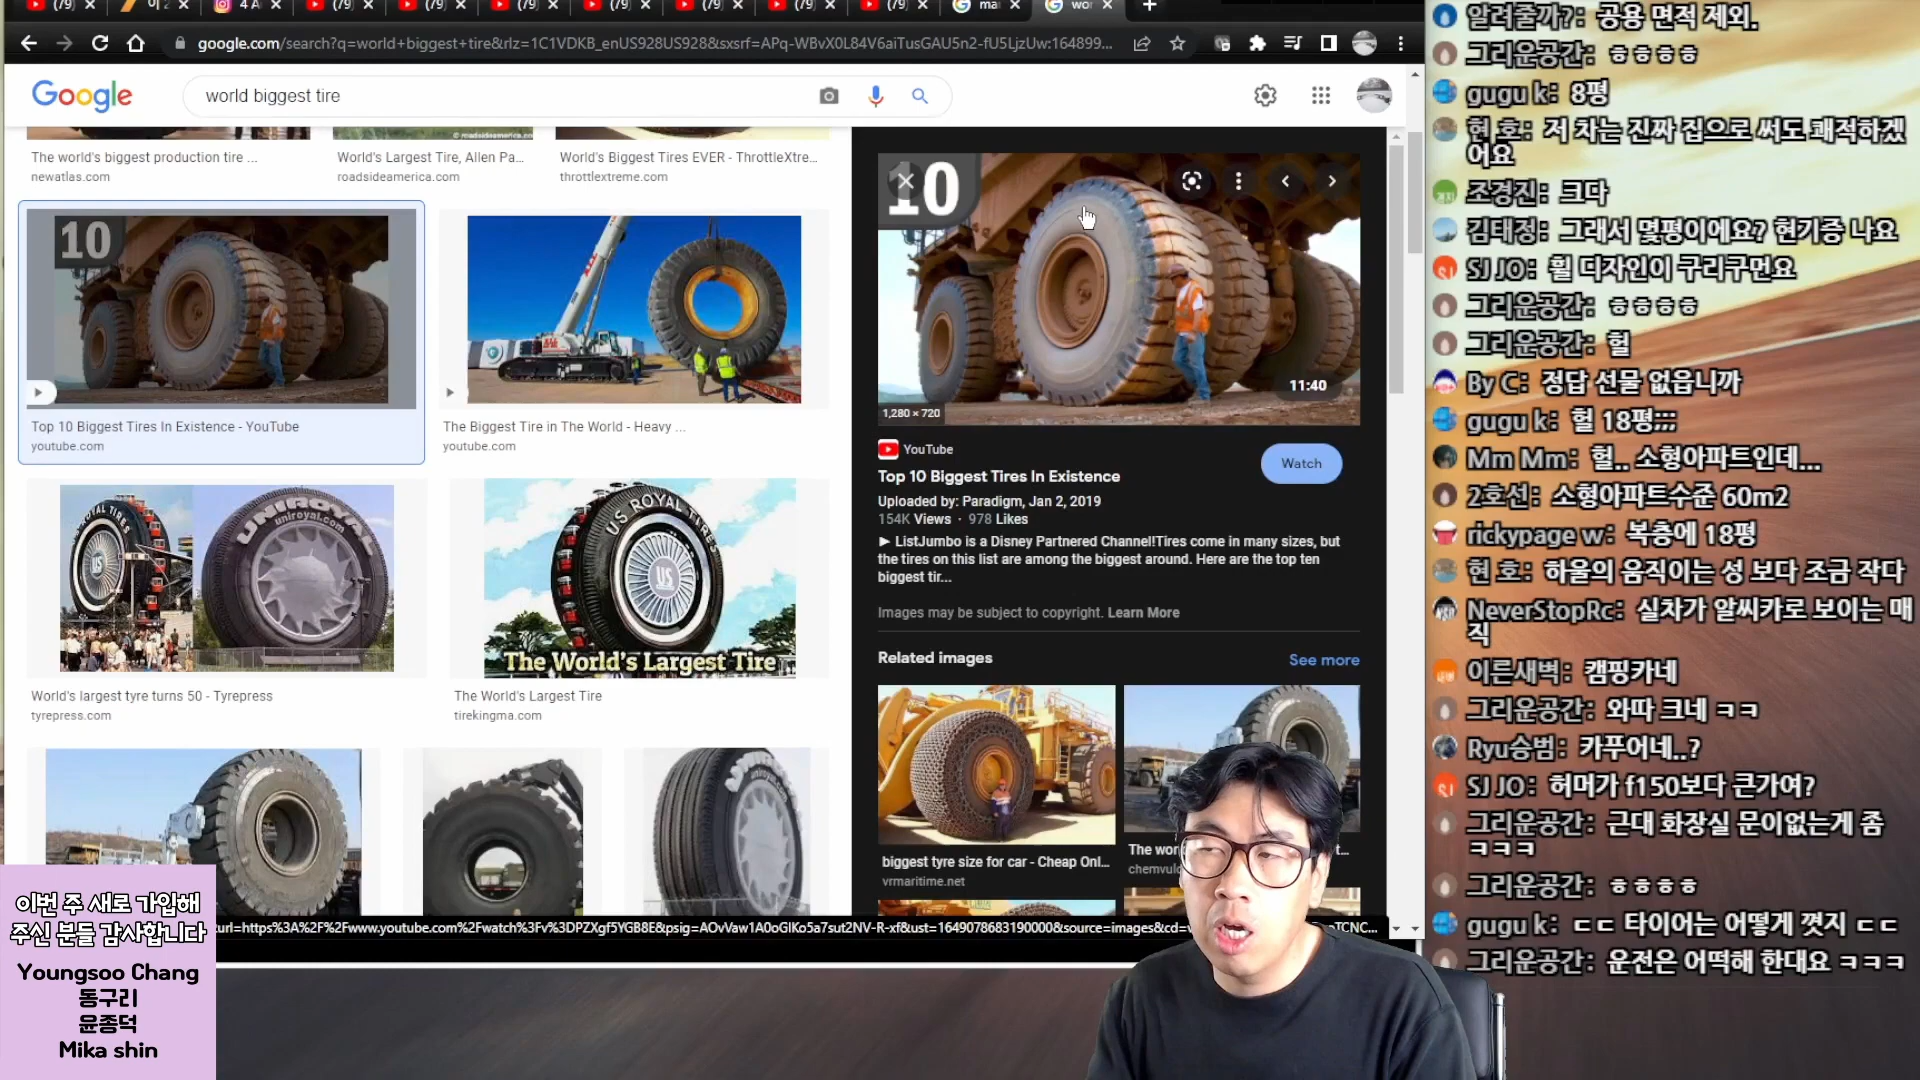 google.com/search?q=world+biggest+tire&rlz=1C1VDKB_enUS928US928&sxsrf=APq-WBvX0L84V6aiTusGAU5n2-fU5LjzUw:164899...
Google
world biggest tire
The world's biggest production tire ...
newatlas.com
World's Largest Tire, Allen Pa...
roadsideamerica.com
World's Biggest Tires EVER - ThrottleXtre...
throttlextreme.com
© roadsideamerica.com
10
Top 10 Biggest Tires In Existence - YouTube
youtube.com
The Biggest Tire in The World - Heavy ...
youtube.com
ROYAL TIRES
UNIROYAL
uniroyal.com
World's largest tyre turns 50 - Tyrepress
tyrepress.com
US ROYAL TIRES
US
The World's Largest Tire
The World's Largest Tire
tirekingma.com
10
11:40
1,280 × 720
YouTube
Watch
Top 10 Biggest Tires In Existence
Uploaded by: Paradigm, Jan 2, 2019
154K Views · 978 Likes
► ListJumbo is a Disney Partnered Channel!Tires come in many sizes, but
the tires on this list are among the biggest around. Here are the top ten
biggest tir...
Images may be subject to copyright. Learn More
Related images
See more
biggest tyre size for car - Cheap Onl...
vrmaritime.net
The wor
t...
chemvulc
이번 주 새로 가입해
주신 분들 감사합니다
Youngsoo Chang
동구리
윤종덕
Mika shin
알려줄까?: 공용 면적 제외.
그리운공간: ㅎㅎㅎㅎ
gugu k: 8평
현 호: 저 차는 진짜 집으로 써도 쾌적하겠
어요
조경진: 크다
김태정: 그래서 몇평이에요? 현기증 나요
SJ JO: 휠 디자인이 구리구먼요
그리운공간: ㅎㅎㅎㅎ
그리운공간: 헐
By C: 정답 선물 없읍니까
gugu k: 헐 18평;;;
Mm Mm: 헐.. 소형아파트인데...
2호선: 소형아파트수준 60m2
rickypage w: 복층에 18평
현 호: 하울의 움직이는 성 보다 조금 작다
NeverStopRc: 실차가 알씨카로 보이는 매
직
이른새벽: 캠핑카네
그리운공간: 와따 크네 ㅋㅋ
Ryu승범: 카푸어네..?
SJ JO: 허머가 f150보다 큰가여?
그리운공간: 근대 화장실 문이없는게 좀
ㅋㅋㅋ
그리운공간: ㅎㅎㅎㅎ
gugu k: ㄷㄷ 타이어는 어떻게 꼇지 ㄷㄷ
그리운공간: 운전은 어떡해 한대요 ㅋㅋㅋ